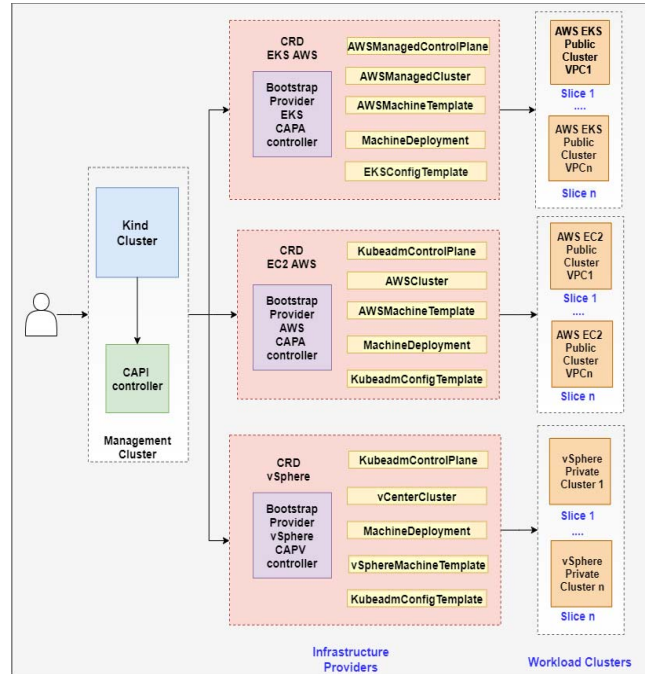 Kind
Cluster
CAPI
controller
Management
Cluster
CRD
EKS AWS
Bootstrap
Provider
EKS
CAPA
controller
AWSManagedControlPlane
AWSManagedCluster
AWSMachineTemplate
MachineDeployment
EKSConfigTemplate
AWS EKS
Public
Cluster
VPC1
Slice 1
....
AWS EKS
Public
Cluster
VPCn
Slice n
CRD
EC2 AWS
Bootstrap
Provider
AWS
CAPA
controller
KubeadmControlPlane
AWSCluster
AWSMachineTemplate
MachineDeployment
KubeadmConfigTemplate
AWS EC2
Public
Cluster
VPC1
Slice 1
....
AWS EC2
Public
Cluster
VPCn
Slice n
CRD
vSphere
Bootstrap
Provider
vSphere
CAPV
controller
KubeadmControlPlane
vCenterCluster
MachineDeployment
vSphereMachineTemplate
KubeadmConfigTemplate
vSphere
Private
Cluster 1
Slice 1
....
vSphere
Private
Cluster n
Slice n
Infrastructure
Providers
Workload Clusters